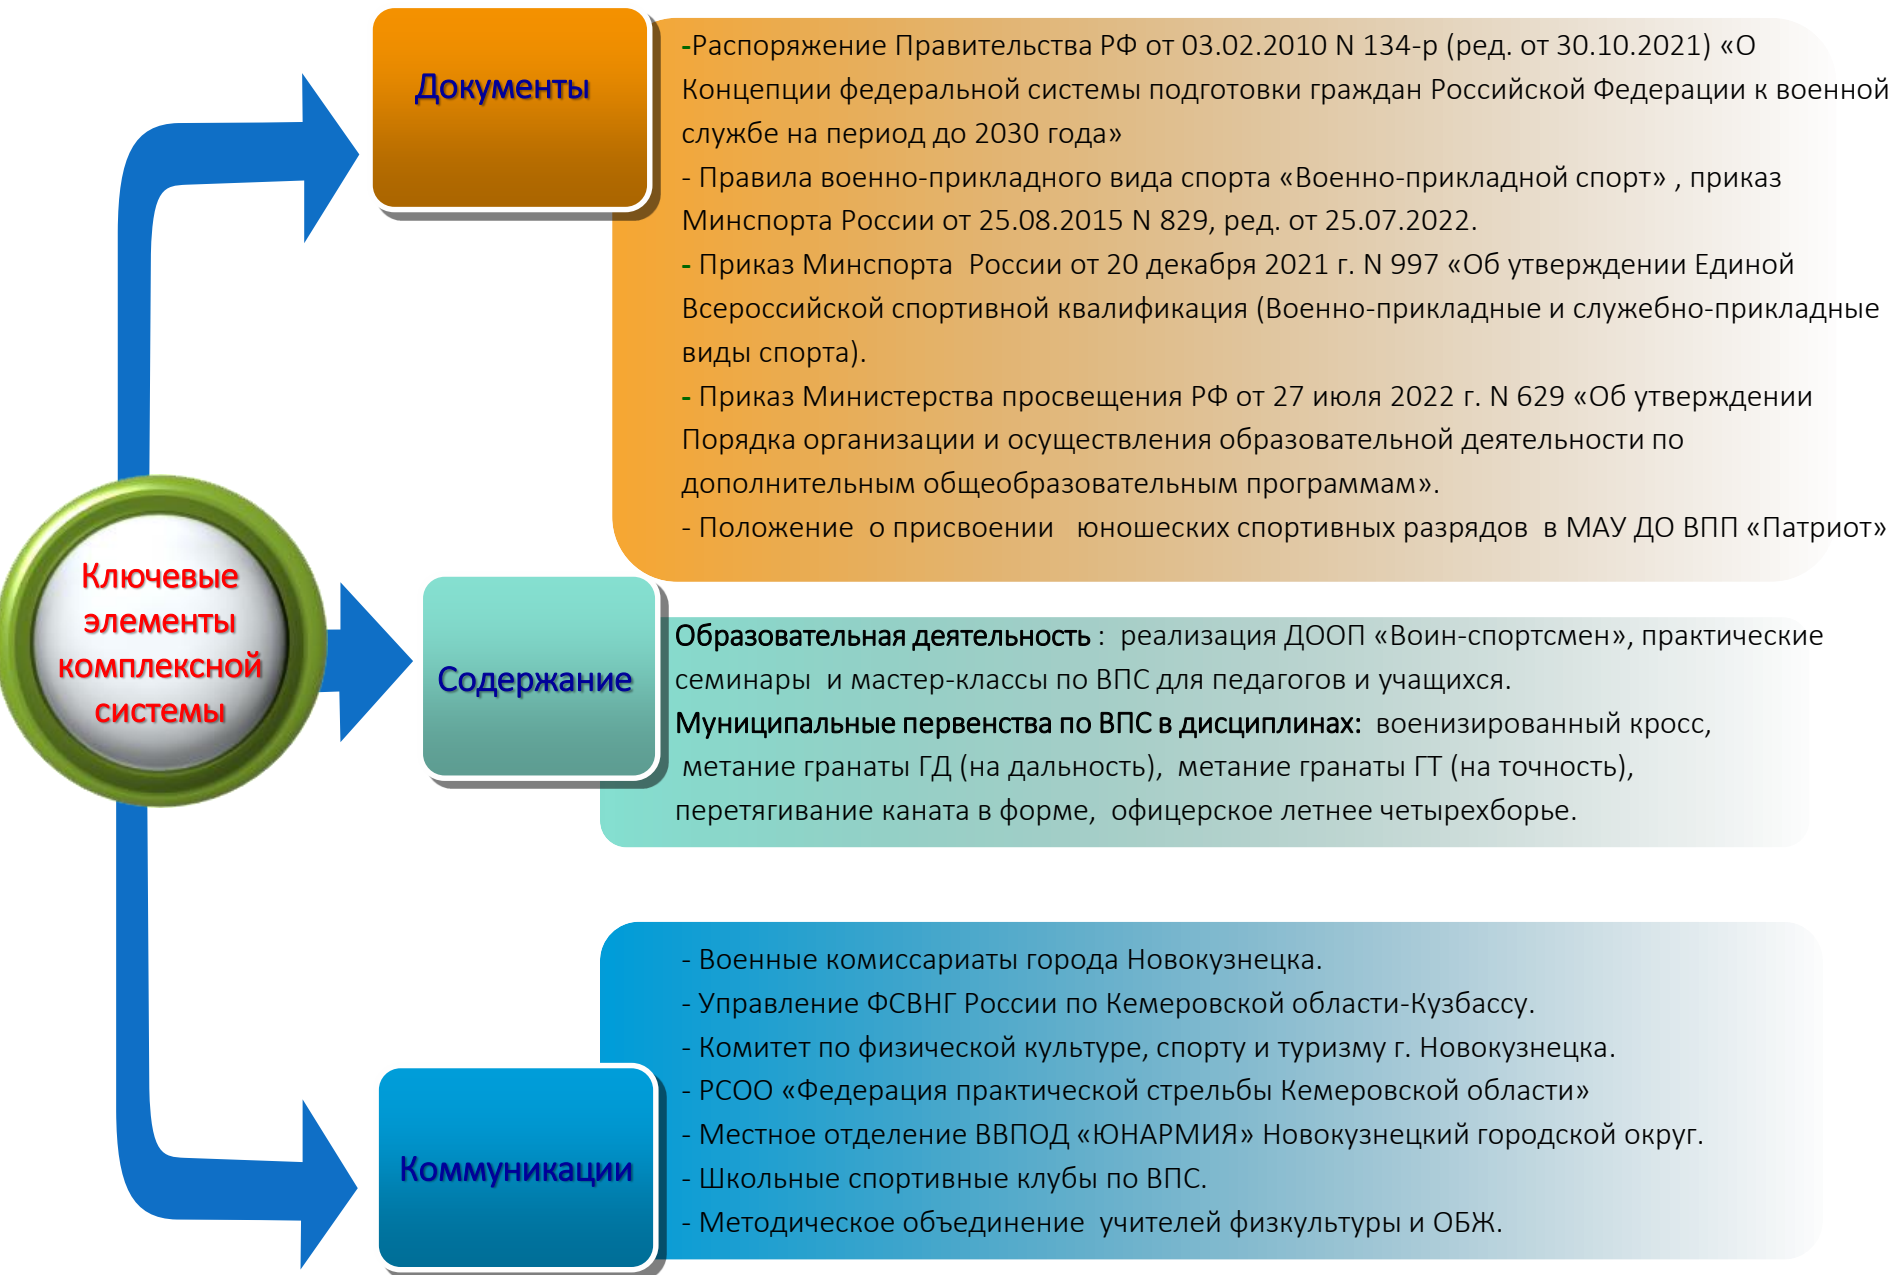 Документы
-Распоряжение Правительства РФ от 03.02.2010 N 134-р (ред. от 30.10.2021) «О
Концепции федеральной системы подготовки граждан Российской Федерации к военной
службе на период до 2030 года»
- Правила военно-прикладного вида спорта «Военно-прикладной спорт» , приказ
Минспорта России от 25.08.2015 N 829, ред. от 25.07.2022.
- Приказ Минспорта  России от 20 декабря 2021 г. N 997 «Об утверждении Единой
Всероссийской спортивной квалификация (Военно-прикладные и служебно-прикладные
виды спорта).
- Приказ Министерства просвещения РФ от 27 июля 2022 г. N 629 «Об утверждении
Порядка организации и осуществления образовательной деятельности по
дополнительным общеобразовательным программам».
- Положение  о присвоении   юношеских спортивных разрядов  в МАУ ДО ВПП «Патриот»
Ключевые
элементы
комплексной
системы
Содержание
Образовательная деятельность :  реализация ДООП «Воин-спортсмен», практические
семинары  и мастер-классы по ВПС для педагогов и учащихся.
Муниципальные первенства по ВПС в дисциплинах:  военизированный кросс,
метание гранаты ГД (на дальность),  метание гранаты ГТ (на точность),
перетягивание каната в форме,  офицерское летнее четырехборье.
Коммуникации
- Военные комиссариаты города Новокузнецка.
- Управление ФСВНГ России по Кемеровской области-Кузбассу.
- Комитет по физической культуре, спорту и туризму г. Новокузнецка.
- РСОО «Федерация практической стрельбы Кемеровской области»
- Местное отделение ВВПОД «ЮНАРМИЯ» Новокузнецкий городской округ.
- Школьные спортивные клубы по ВПС.
- Методическое объединение  учителей физкультуры и ОБЖ.